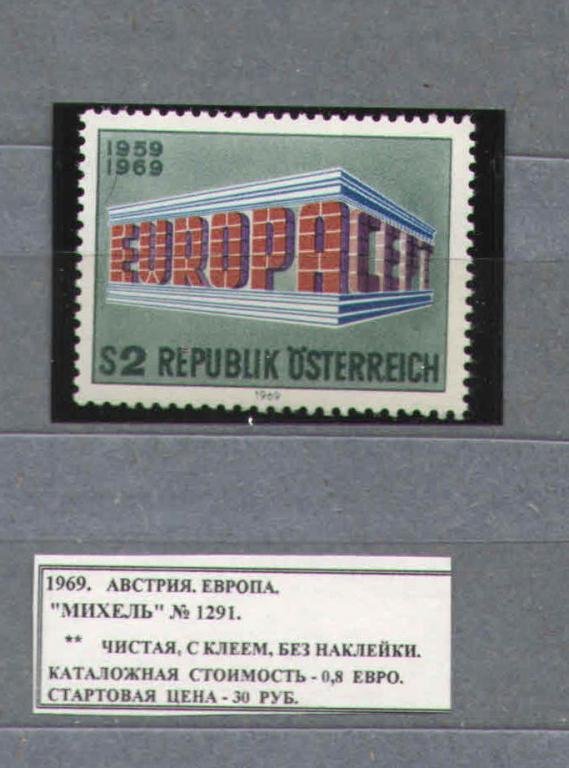 1959
1969
EUROPA CEPT
S2 REPUBLIK ÖSTERREICH
1969
1969. АВСТРИЯ. ЕВРОПА.
"МИХЕЛЬ" № 1291.
** ЧИСТАЯ, С КЛЕЕМ, БЕЗ НАКЛЕЙКИ.
КАТАЛОЖНАЯ СТОИМОСТЬ - 0,8 ЕВРО.
СТАРТОВАЯ ЦЕНА - 30 РУБ.